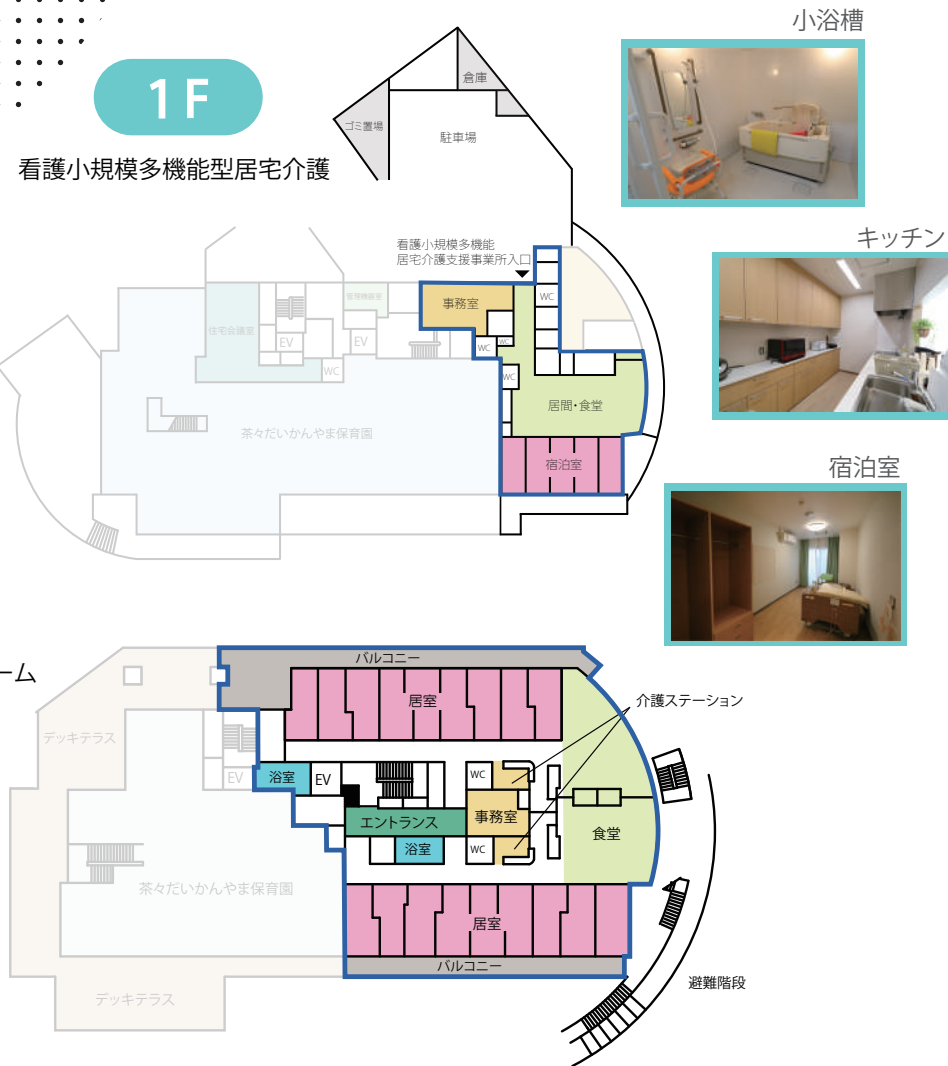 小浴槽
1F
看護小規模多機能型居宅介護
倉庫
ゴミ置場
駐車場
キッチン
看護小規模多機能
居宅介護支援事業所入口
事務室
WC
管理機能室
住宅会議室
EV
EV
WC
WC
WC
WC
居間・食堂
茶々だいかんやま保育園
宿泊室
宿泊室
ーム
バルコニー
居室
介護ステーション
デッキテラス
EV
浴室
EV
WC
事務室
エントランス
食堂
浴室
WC
茶々だいかんやま保育園
居室
バルコニー
避難階段
デッキテラス